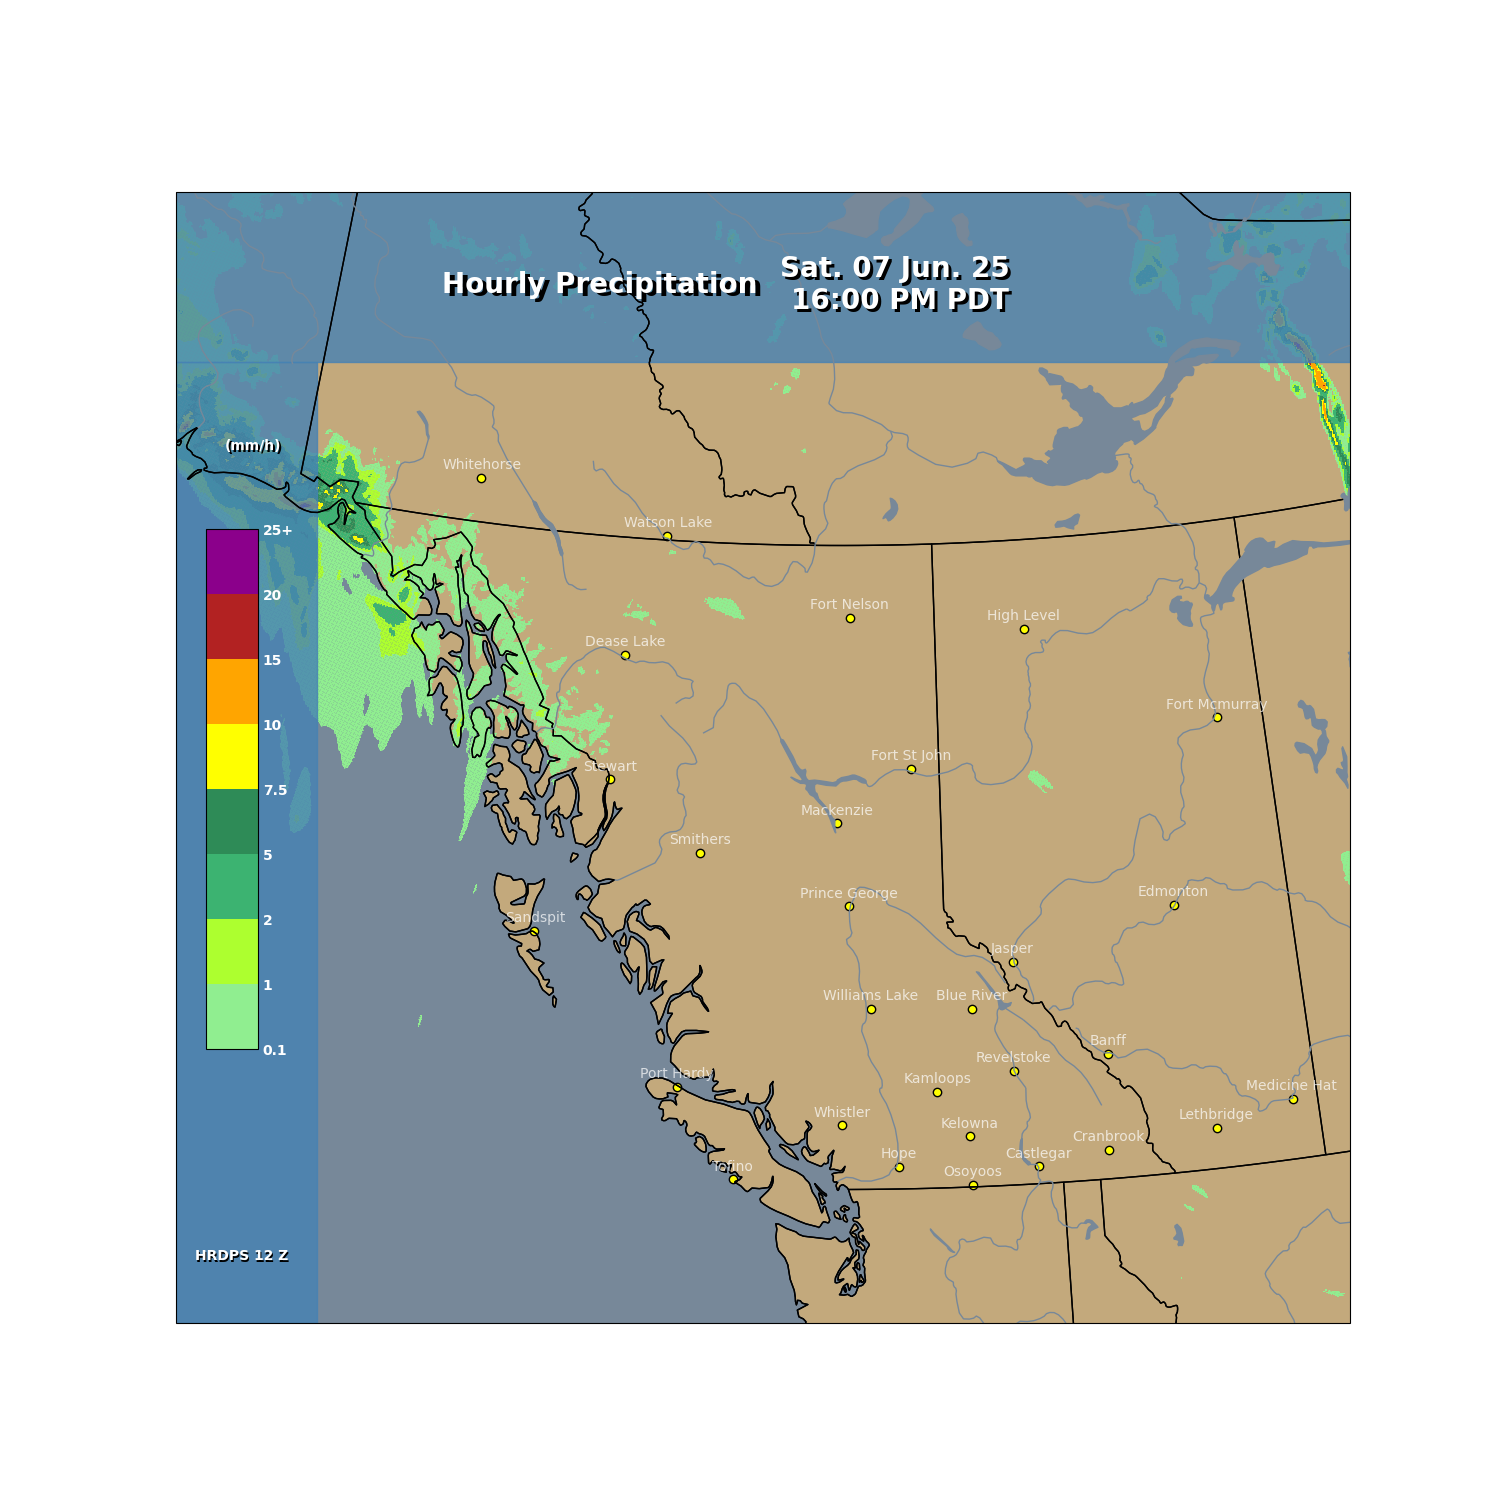 Hourly Precipitation
Sat. 07 Jun. 25
16:00 PM PDT
(mm/h)
25+
20
15
10
7.5
5
2
1
0.1
HRDPS 12 Z
Whitehorse
Watson Lake
Fort Nelson
High Level
Dease Lake
Fort Mcmurray
Fort St John
Stewart
Mackenzie
Smithers
Prince George
Edmonton
Sandspit
Jasper
Williams Lake
Blue River
Banff
Revelstoke
Port Hardy
Kamloops
Medicine Hat
Whistler
Lethbridge
Kelowna
Cranbrook
Hope
Castlegar
Tofino
Osoyoos